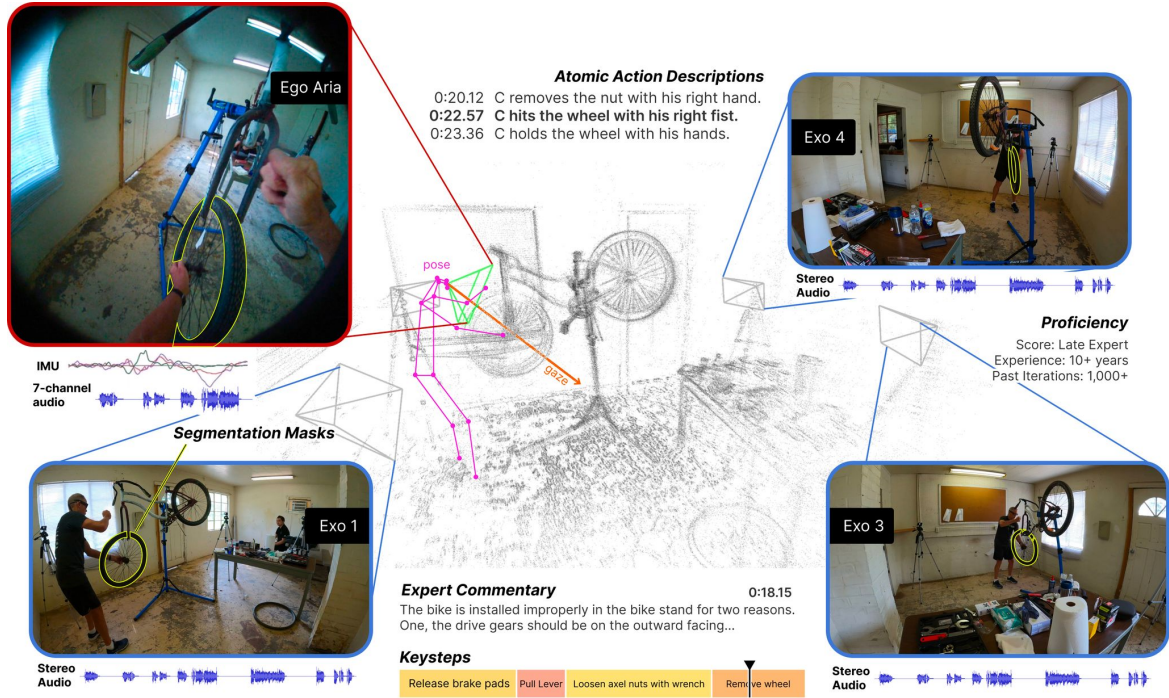 Ego Aria
Atomic Action Descriptions
0:20.12 C removes the nut with his right hand.
0:22.57 C hits the wheel with his right fist.
0:23.36 C holds the wheel with his hands.
Exo 4
Stereo
Audio
pose
gaze
IMU
7-channel
audio
Proficiency
Score: Late Expert
Experience: 10+ years
Past Iterations: 1,000+
Segmentation Masks
Exo 1
Stereo
Audio
Exo 3
Stereo
Audio
Expert Commentary 0:18.15
The bike is installed improperly in the bike stand for two reasons.
One, the drive gears should be on the outward facing...
Keysteps
Release brake pads Pull Lever Loosen axel nuts with wrench Remove wheel